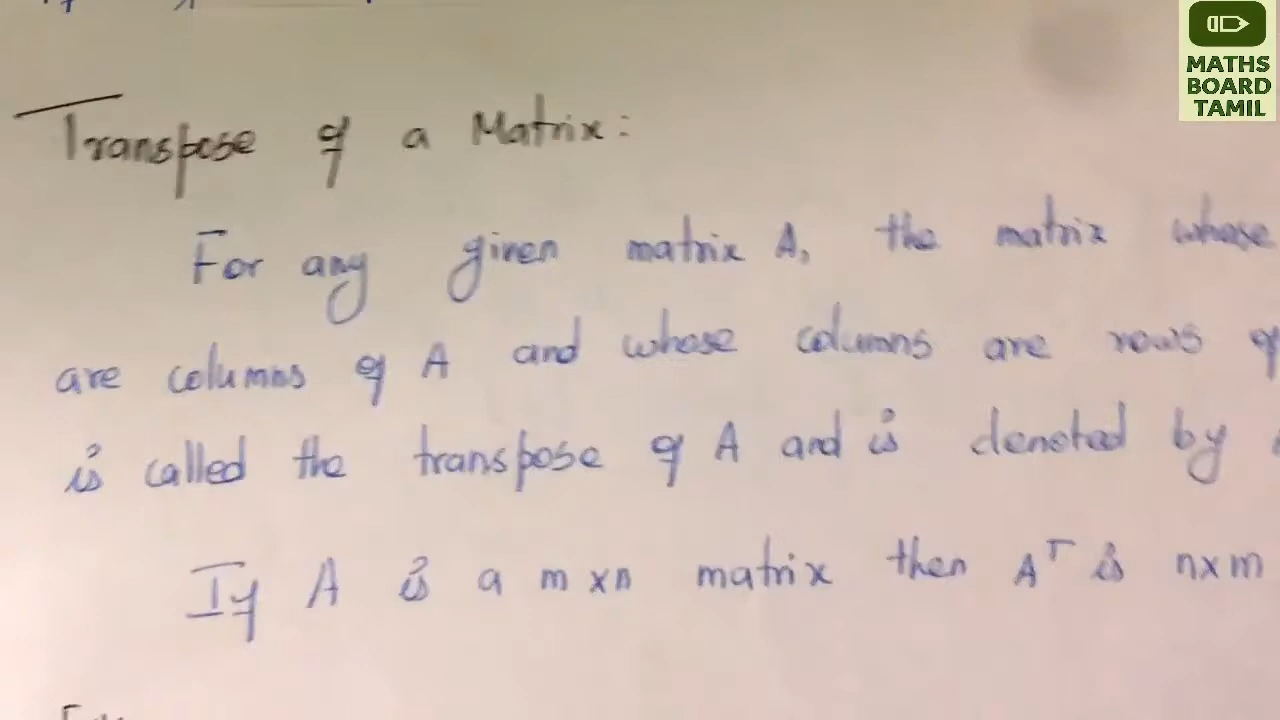 MATHS
BOARD
TAMIL
Transpose of a Matrix:
For any given matrix A, the matrix whose
are columns of A and whose columns are rows of
is called the transpose of A and is denoted by
If A is a m x n matrix then Aᵀ is n x m